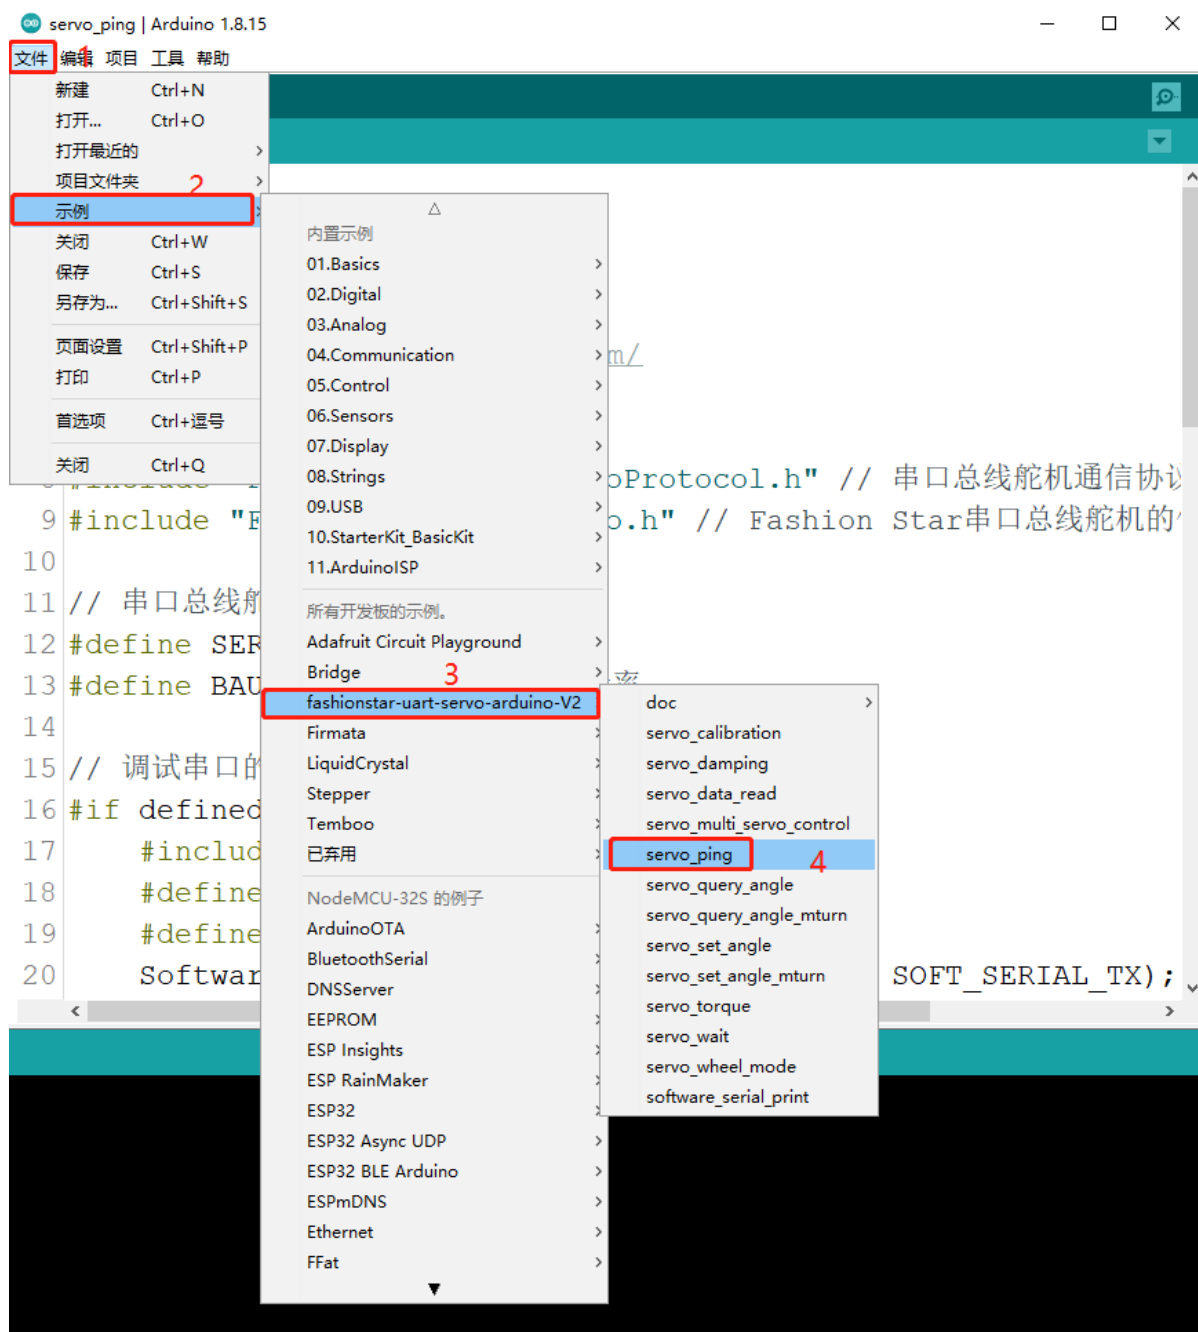 servo_ping | Arduino 1.8.15
文件 编辑 项目 工具 帮助
1
新建 Ctrl+N
打开... Ctrl+O
打开最近的
项目文件夹
2
示例
关闭 Ctrl+W
保存 Ctrl+S
另存为... Ctrl+Shift+S
页面设置 Ctrl+Shift+P
打印 Ctrl+P
首选项 Ctrl+逗号
关闭 Ctrl+Q
内置示例
01.Basics
02.Digital
03.Analog
04.Communication
05.Control
06.Sensors
07.Display
08.Strings
09.USB
10.StarterKit_BasicKit
11.ArduinoISP
所有开发板的示例。
Adafruit Circuit Playground
Bridge
3
fashionstar-uart-servo-arduino-V2
Firmata
LiquidCrystal
Stepper
Temboo
已弃用
NodeMCU-32S 的例子
ArduinoOTA
BluetoothSerial
DNSServer
EEPROM
ESP Insights
ESP RainMaker
ESP32
ESP32 Async UDP
ESP32 BLE Arduino
ESPmDNS
Ethernet
FFat
doc
servo_calibration
servo_damping
servo_data_read
servo_multi_servo_control
servo_ping
4
servo_query_angle
servo_query_angle_mturn
servo_set_angle
servo_set_angle_mturn
servo_torque
servo_wait
servo_wheel_mode
software_serial_print
m/
oProtocol.h" // 串口总线舵机通信协议
9 #include "F o.h" // Fashion Star串口总线舵机的
10
11 // 串口总线舵
12 #define SER
13 #define BAU 率
14
15 // 调试串口的
16 #if defined
17 #includ
18 #define
19 #define
20 Softwar SOFT_SERIAL_TX);